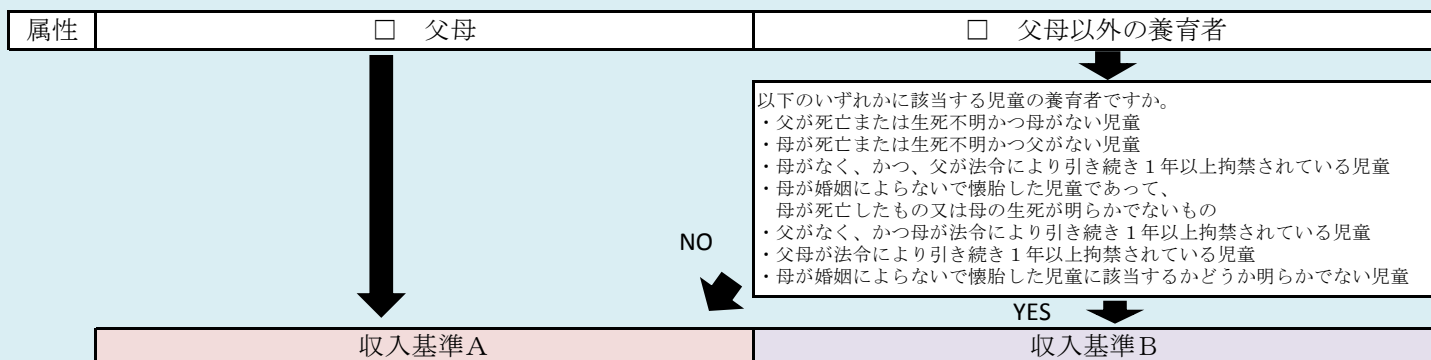 属性
□ 父母
□ 父母以外の養育者
以下のいずれかに該当する児童の養育者ですか。
・父が死亡または生死不明かつ母がない児童
・母が死亡または生死不明かつ父がない児童
・母がなく、かつ、父が法令により引き続き１年以上拘禁されている児童
・母が婚姻によらないで懐胎した児童であって、
母が死亡したもの又は母の生死が明らかでないもの
・父がなく、かつ母が法令により引き続き１年以上拘禁されている児童
・父母が法令により引き続き１年以上拘禁されている児童
・母が婚姻によらないで懐胎した児童に該当するかどうか明らかでない児童
NO
YES
収入基準A
収入基準B